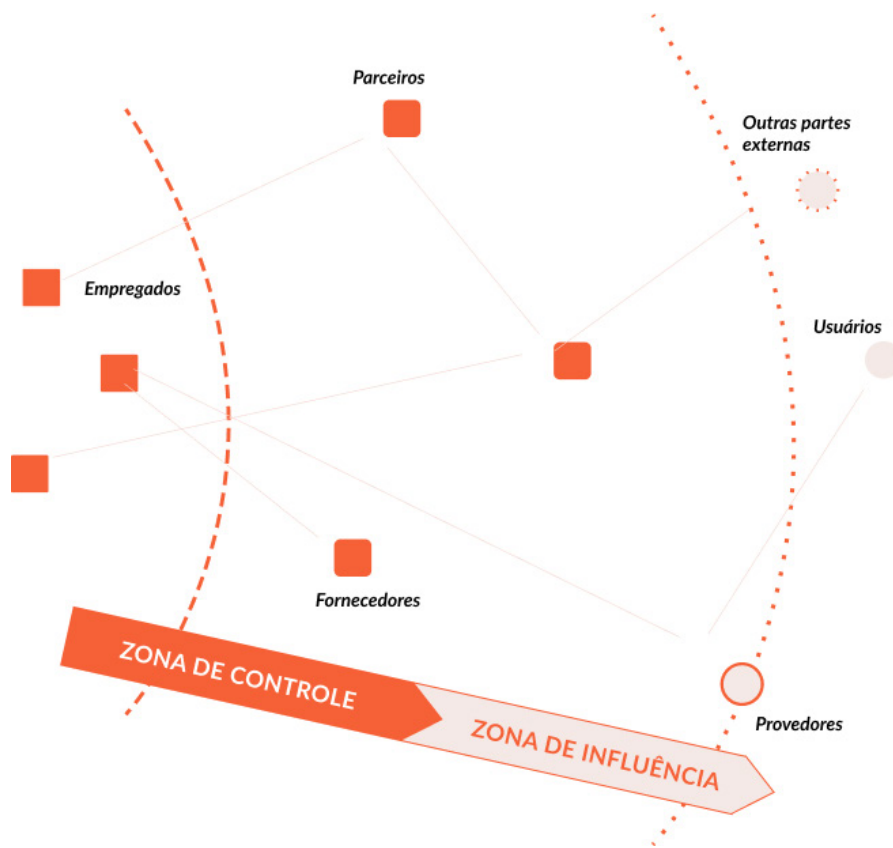 Parceiros
Outras partes
externas
Empregados
Usuários
Fornecedores
ZONA DE CONTROLE
ZONA DE INFLUÊNCIA
Provedores